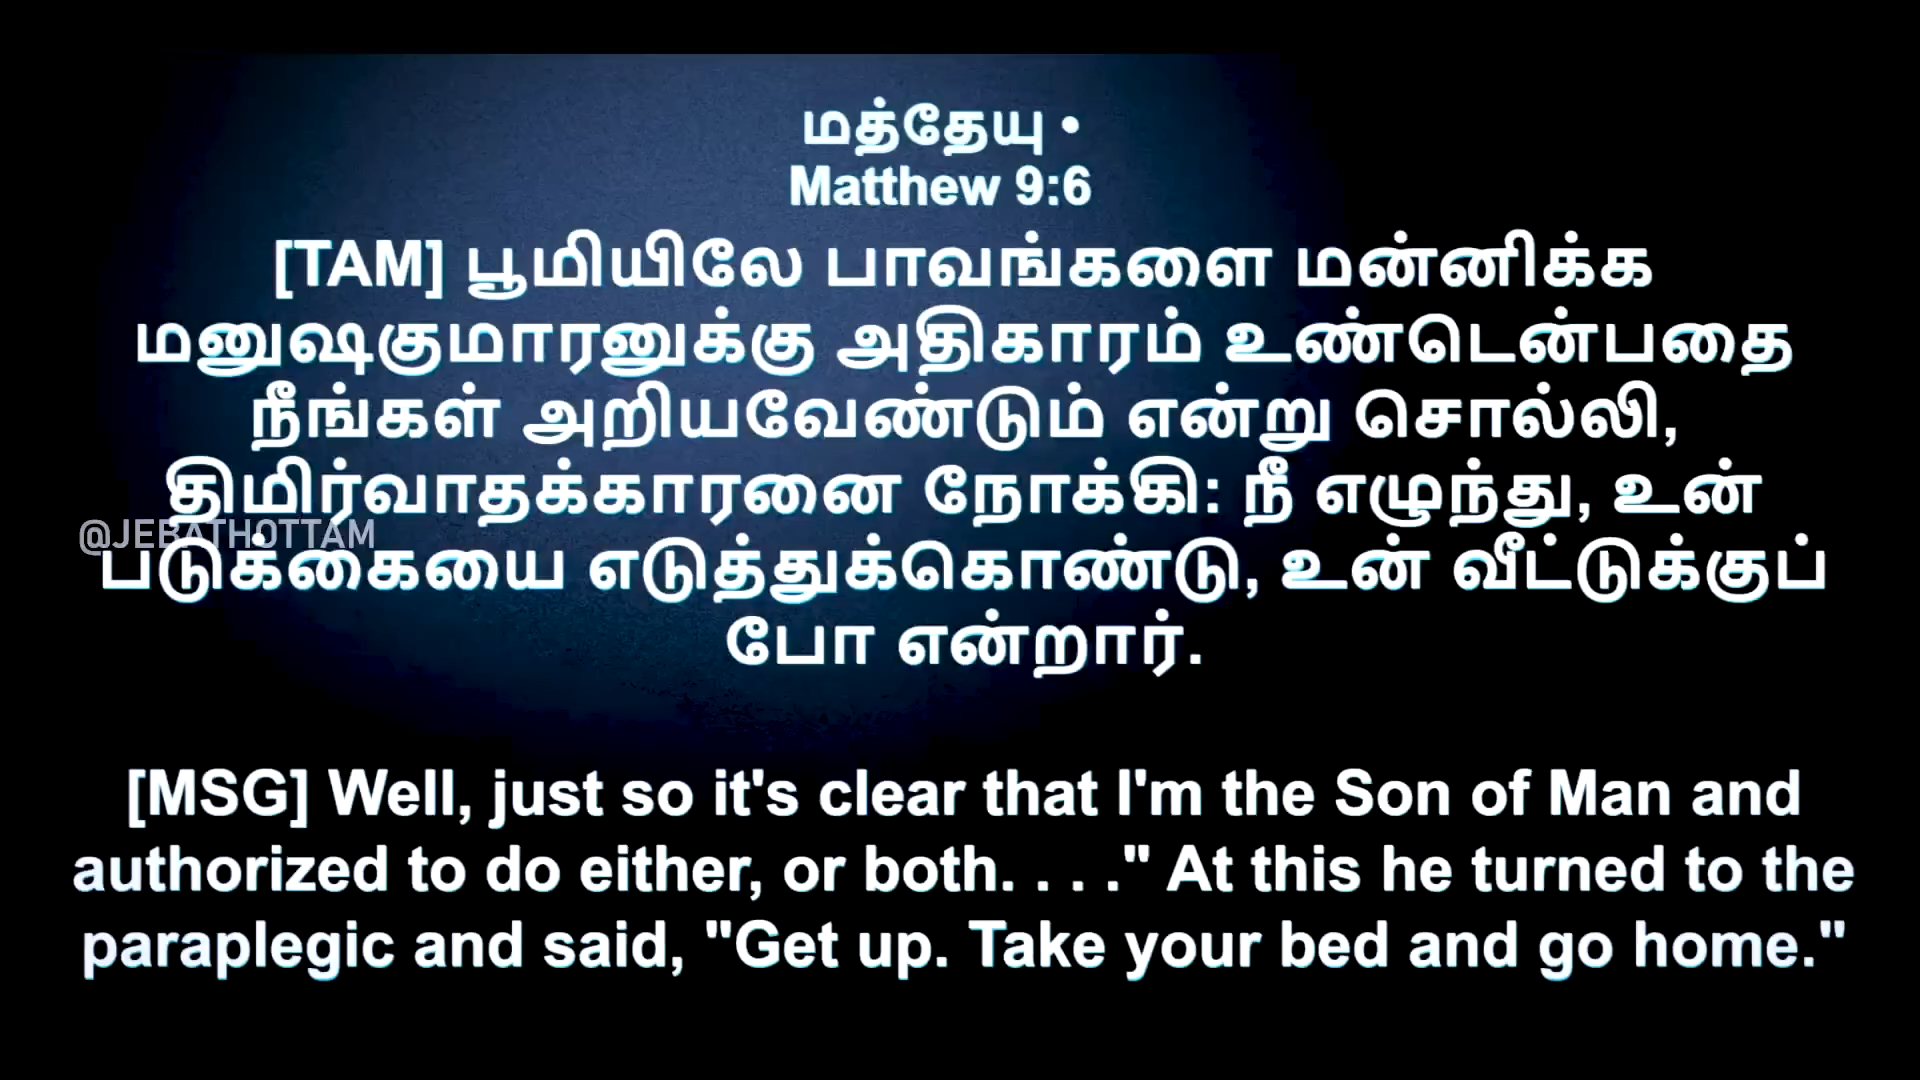 மத்தேயு •
Matthew 9:6
[TAM] பூமியிலே பாவங்களை மன்னிக்க
மனுஷகுமாரனுக்கு அதிகாரம் உண்டென்பதை
நீங்கள் அறியவேண்டும் என்று சொல்லி,
திமிர்வாதக்காரனை நோக்கி: நீ எழுந்து, உன்
@JEBATHOTTAM
படுக்கையை எடுத்துக்கொண்டு, உன் வீட்டுக்குப்
போ என்றார்.
[MSG] Well, just so it's clear that I'm the Son of Man and
authorized to do either, or both. . . ." At this he turned to the
paraplegic and said, "Get up. Take your bed and go home."